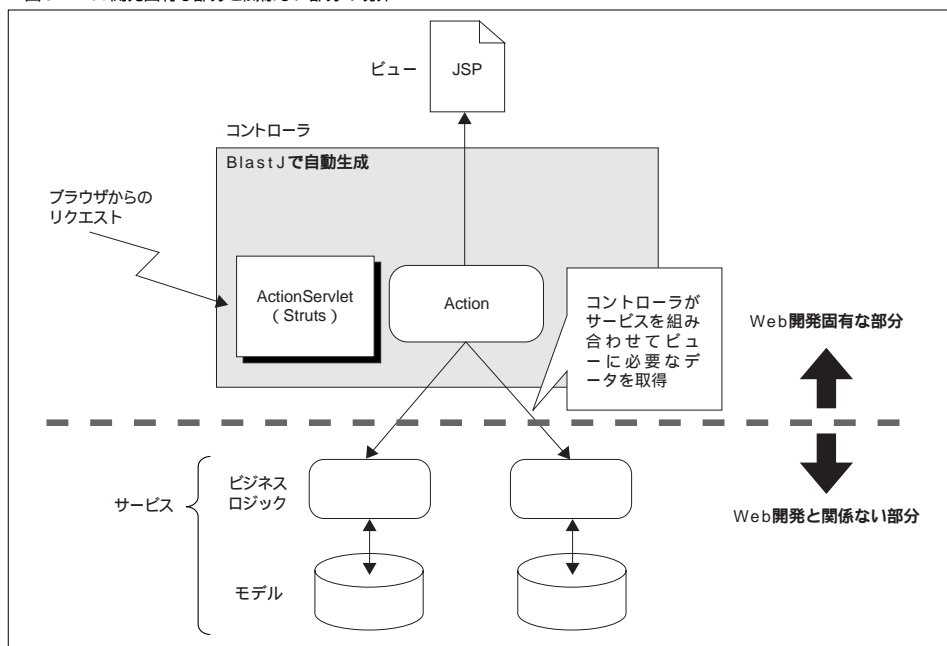 ビュー
JSP
コントローラ
BlastJで自動生成
ブラウザからの
リクエスト
ActionServlet
(Struts)
Action
コントローラが
サービスを組み
合わせてビュ
ーに必要なデ
ータを取得
Web開発固有な部分
サービス
ビジネス
ロジック
Web開発と関係ない部分
モデル